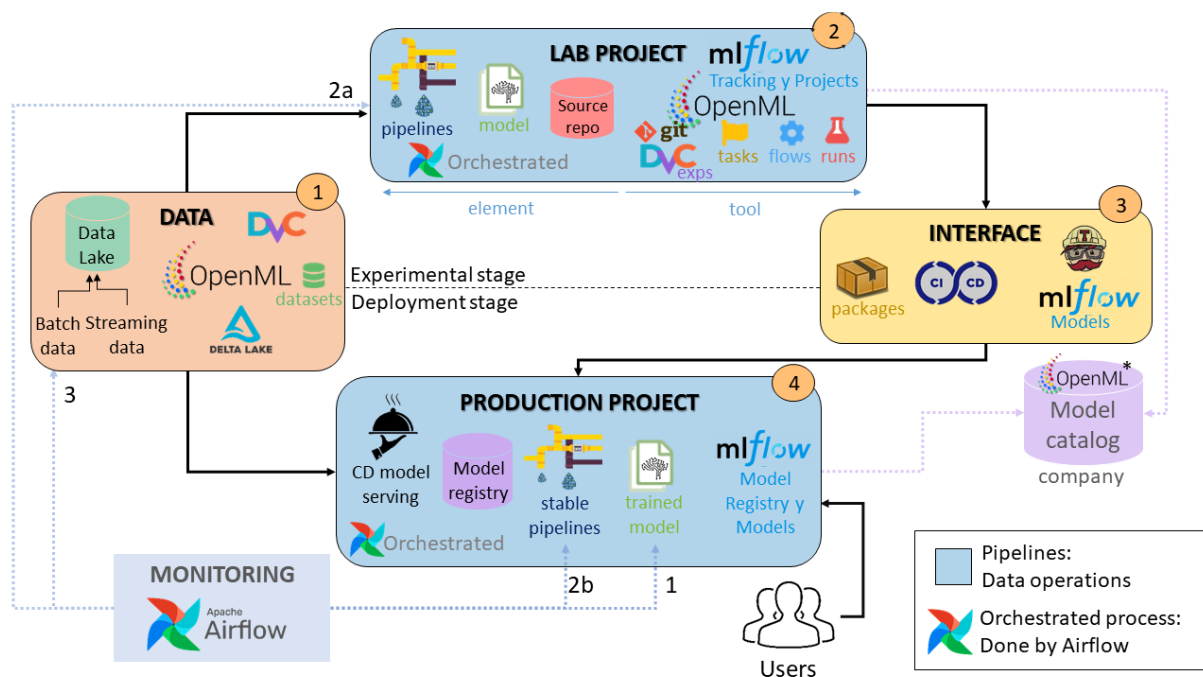 2
LAB PROJECT
mlflow
Tracking y Projects
OpenML
pipelines
model
Source
repo
git
DVC
exps
tasks
flows
runs
Orchestrated
element
tool
2a
1
DATA
DVC
Data
Lake
OpenML
datasets
Batch
data
Streaming
data
DELTA LAKE
Experimental stage
Deployment stage
3
INTERFACE
T
packages
CI
CD
mlflow
Models
3
4
PRODUCTION PROJECT
CD model
serving
Model
registry
stable
pipelines
trained
model
mlflow
Model
Registry y
Models
Orchestrated
OpenML*
Model
catalog
company
MONITORING
Apache
Airflow
2b
1
Users
Pipelines:
Data operations
Orchestrated process:
Done by Airflow